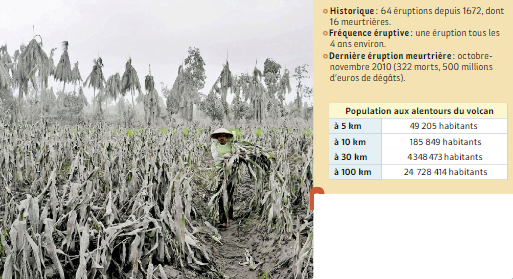 Historique : 64 éruptions depuis 1672, dont
16 meurtrières.
Fréquence éruptive : une éruption tous les
4 ans environ.
Dernière éruption meurtrière : octobre-
novembre 2010 (322 morts, 500 millions
d'euros de dégâts).
Population aux alentours du volcan
à 5 km 49 205 habitants
à 10 km 185 849 habitants
à 30 km 4 348 473 habitants
à 100 km 24 728 414 habitants